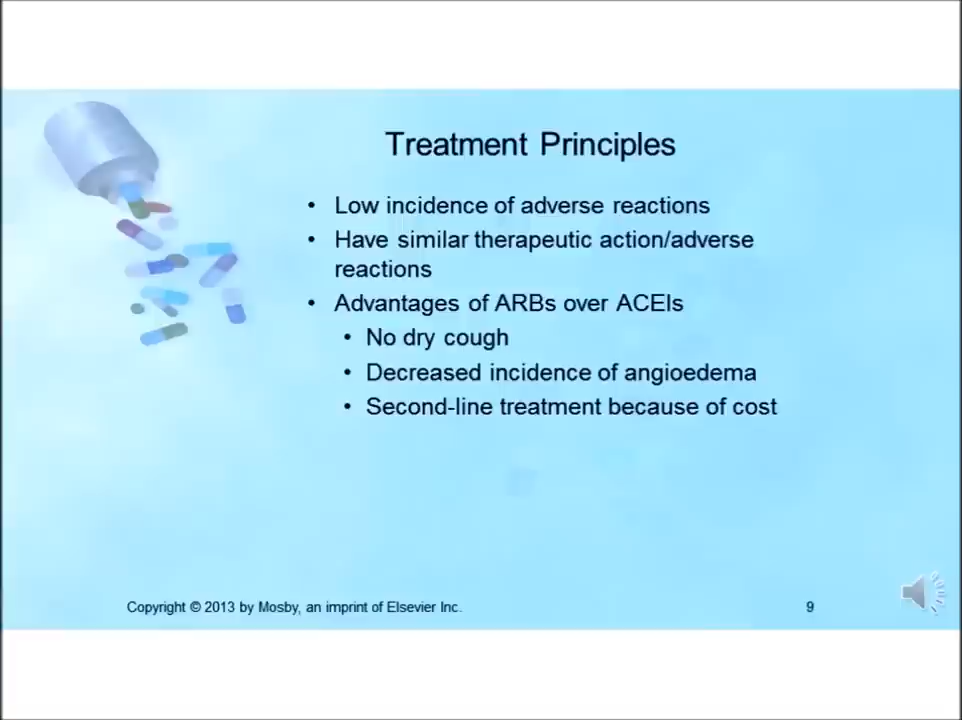 Treatment Principles
• Low incidence of adverse reactions
• Have similar therapeutic action/adverse
reactions
• Advantages of ARBs over ACEIs
• No dry cough
• Decreased incidence of angioedema
• Second-line treatment because of cost
Copyright © 2013 by Mosby, an imprint of Elsevier Inc.
9